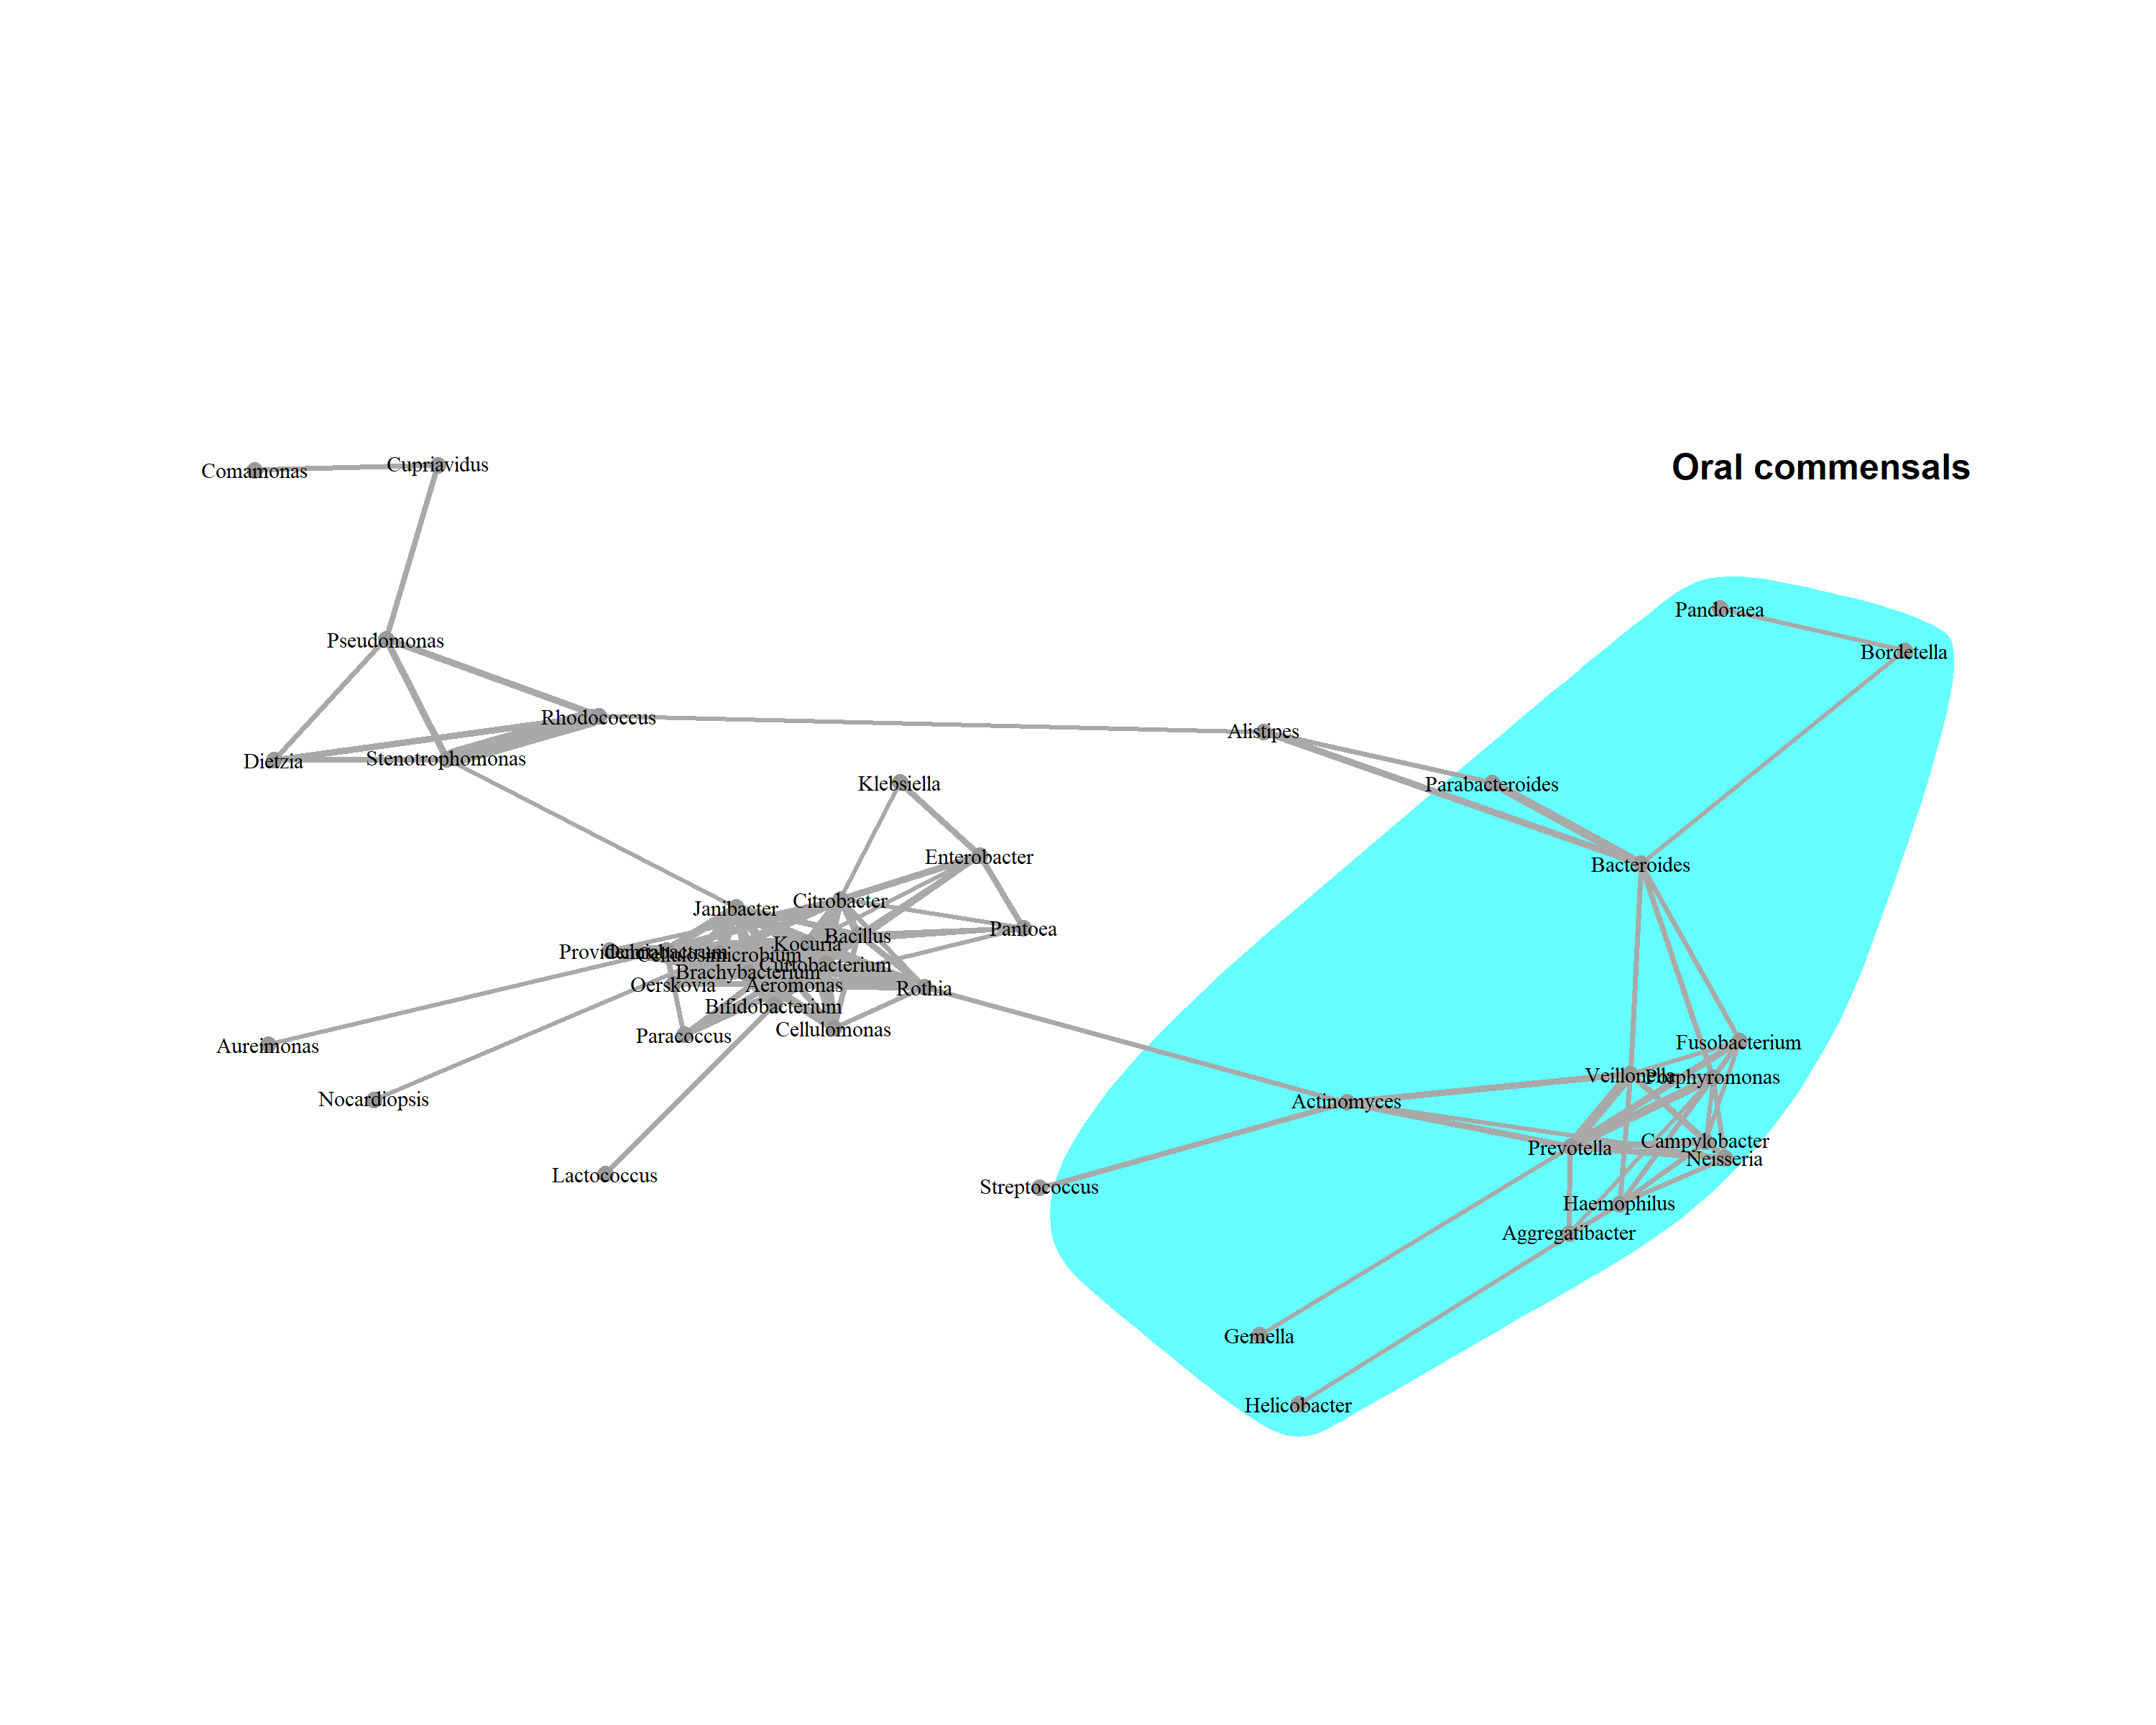 Comamonas
Cupriavidus
Oral commensals
Pandoraea
Pseudomonas
Bordetella
Rhodococcus
Alistipes
Dietzia
Stenotrophomonas
Klebsiella
Parabacteroides
Enterobacter
Bacteroides
Citrobacter
Janibacter
Pantoea
Bacillus
Kocuria
Providencia
Ochrobactrum
Cellulosimicrobium
Curtobacterium
Brachybacterium
Oerskovia
Aeromonas
Rothia
Bifidobacterium
Cellulomonas
Paracoccus
Aureimonas
Fusobacterium
Veillonella
Porphyromonas
Nocardiopsis
Actinomyces
Campylobacter
Prevotella
Neisseria
Lactococcus
Streptococcus
Haemophilus
Aggregatibacter
Gemella
Helicobacter